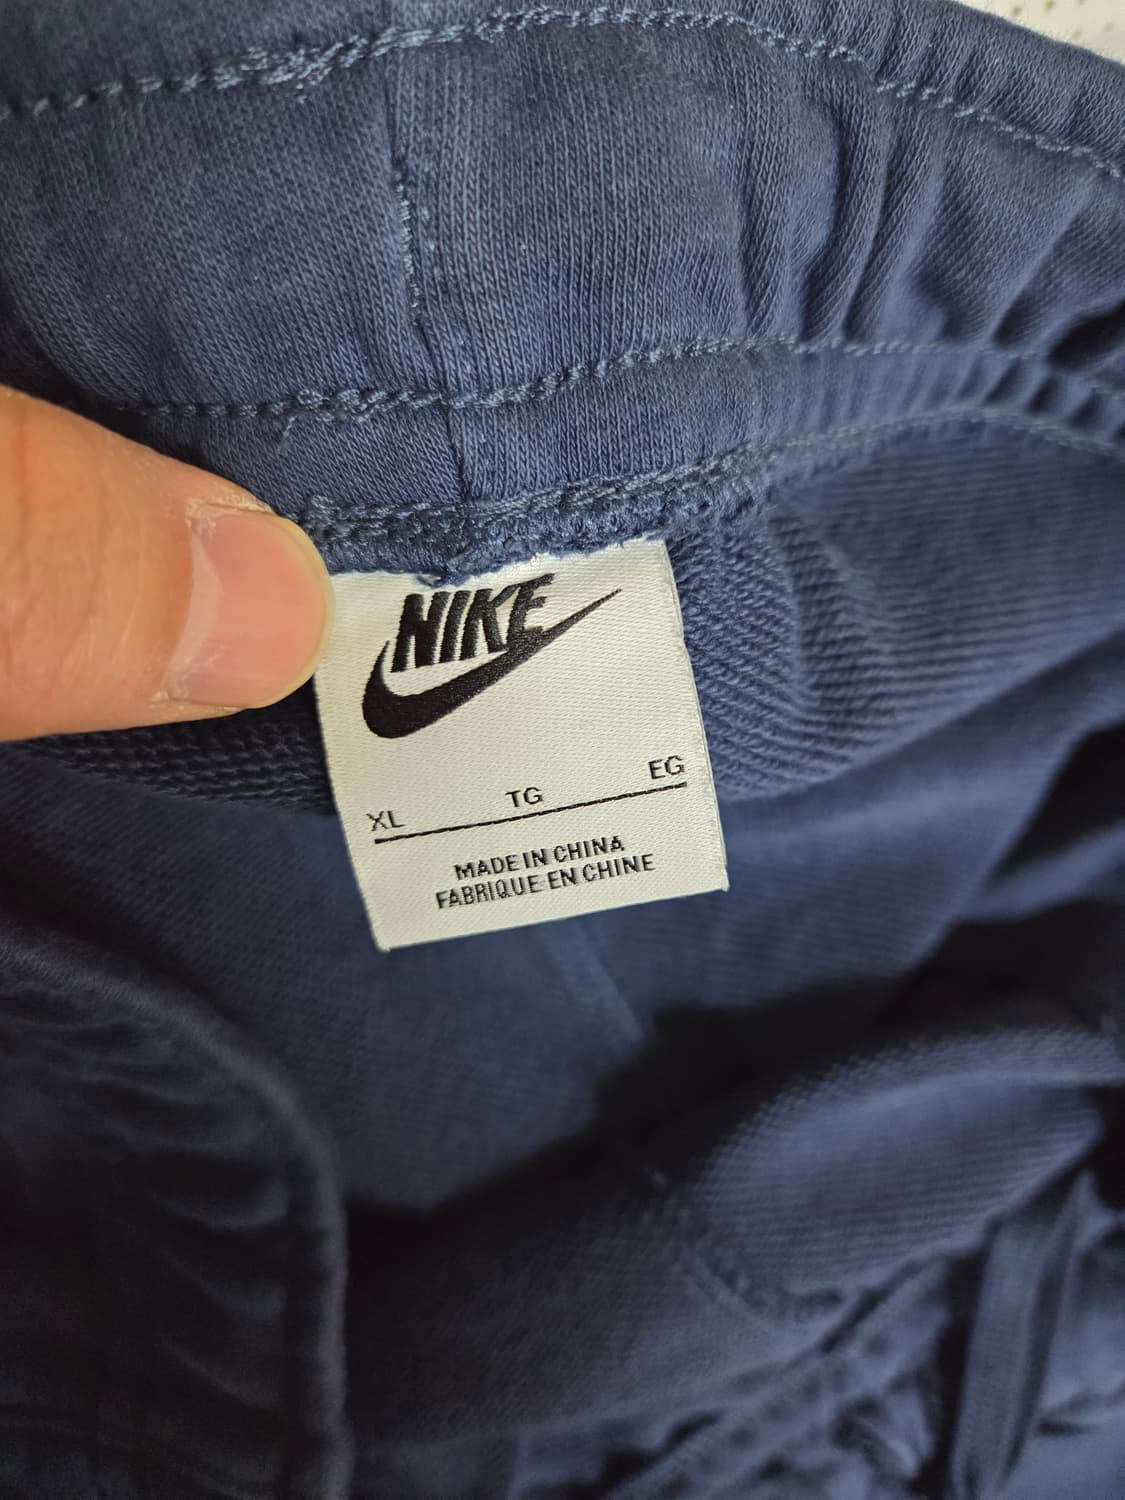 NIKE
XL TG EG
MADE IN CHINA
FABRIQUE EN CHINE